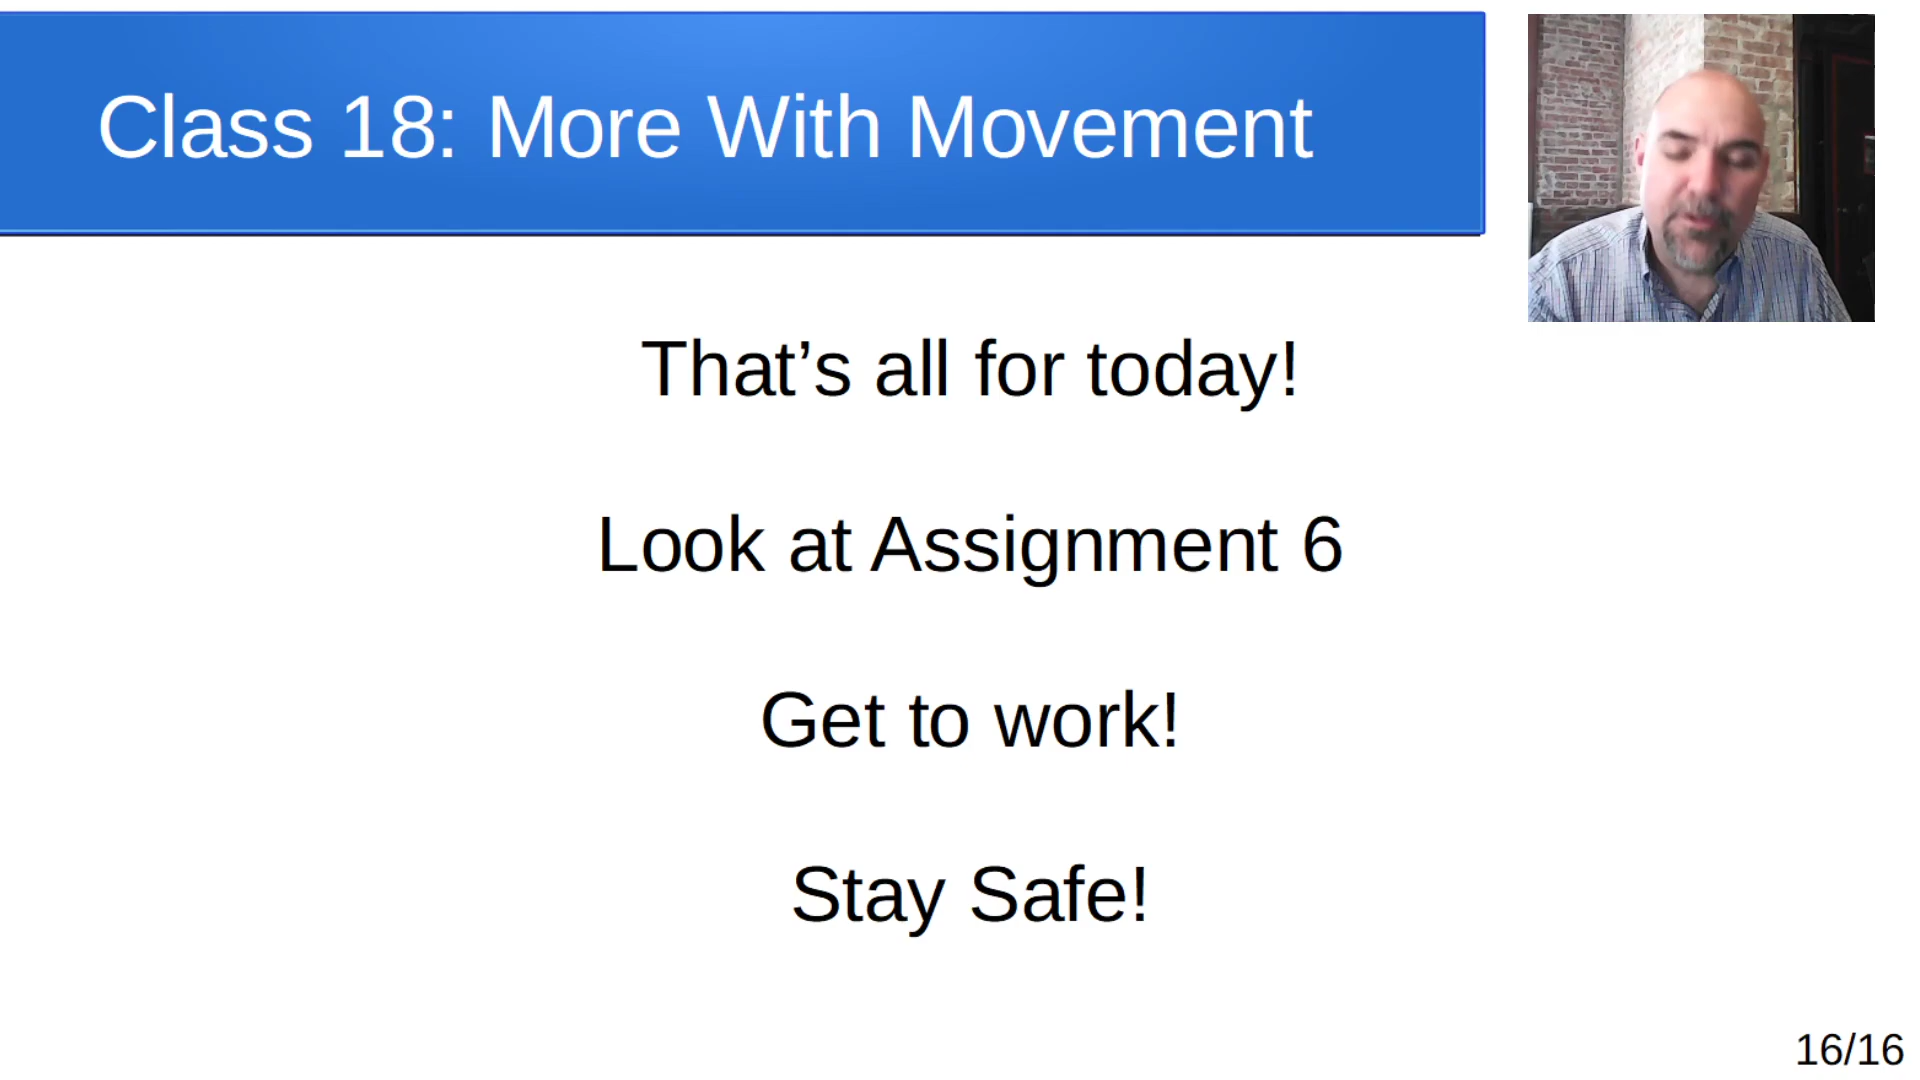 Class 18: More With Movement
That’s all for today!
Look at Assignment 6
Get to work!
Stay Safe!
16/16